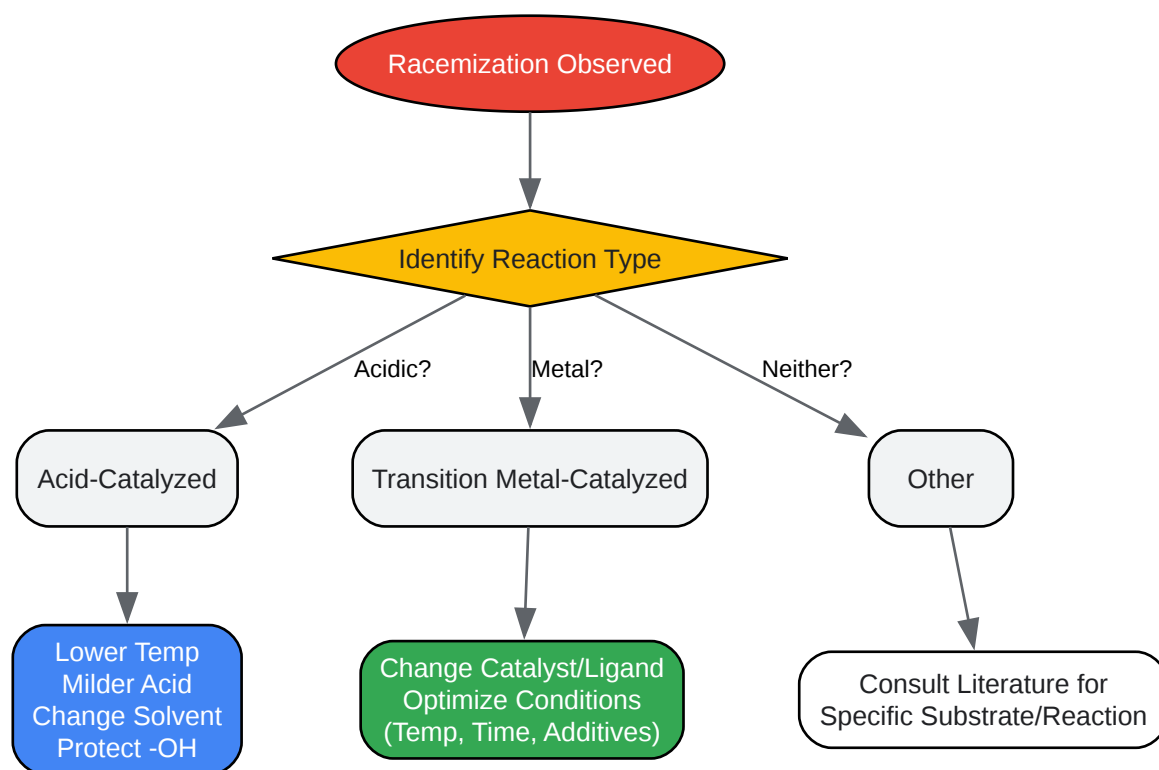 Racemization Observed
Identify Reaction Type
Acidic?
Metal?
Neither?
Acid-Catalyzed
Transition Metal-Catalyzed
Other
Lower Temp
Milder Acid
Change Solvent
Protect -OH
Change Catalyst/Ligand
Optimize Conditions
(Temp, Time, Additives)
Consult Literature for
Specific Substrate/Reaction